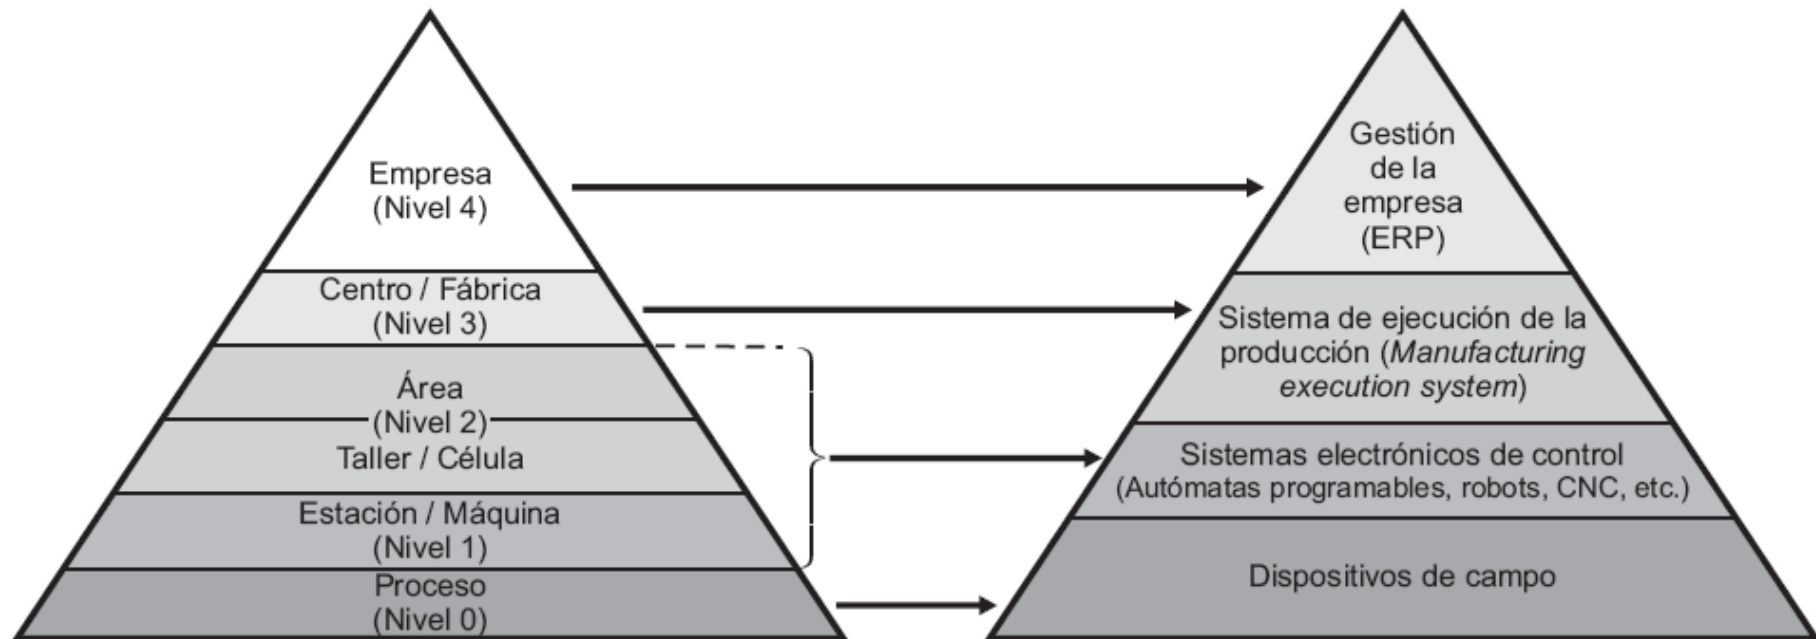 Empresa
(Nivel 4)
Centro / Fábrica
(Nivel 3)
Área
(Nivel 2)
Taller / Célula
Estación / Máquina
(Nivel 1)
Proceso
(Nivel 0)
Gestión
de la
empresa
(ERP)
Sistema de ejecución de la
producción (Manufacturing
execution system)
Sistemas electrónicos de control
(Autómatas programables, robots, CNC, etc.)
Dispositivos de campo